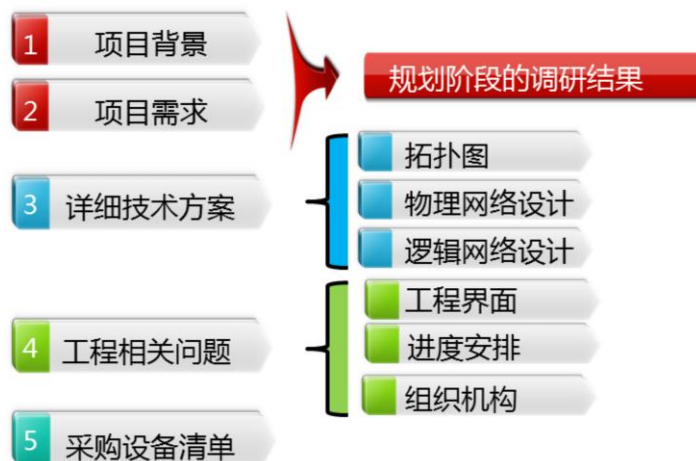 1 项目背景
2 项目需求
规划阶段的调研结果
3 详细技术方案
拓扑图
物理网络设计
逻辑网络设计
4 工程相关问题
工程界面
进度安排
组织机构
5 采购设备清单